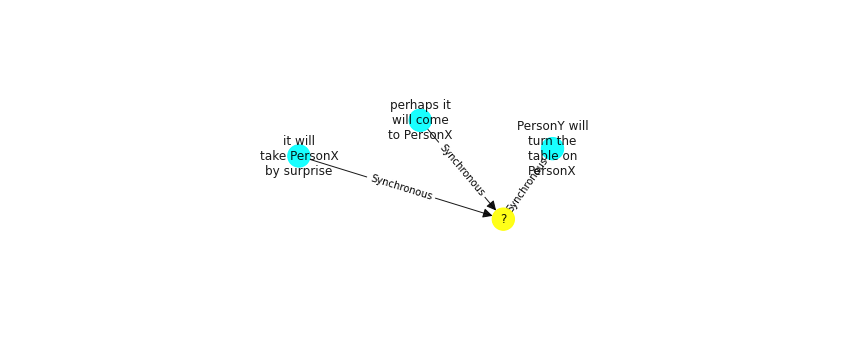 perhaps it
will come
to PersonX
PersonY will
turn the
table on
PersonX
it will
take PersonX
by surprise
Synchronous
Synchronous
Synchronous
?